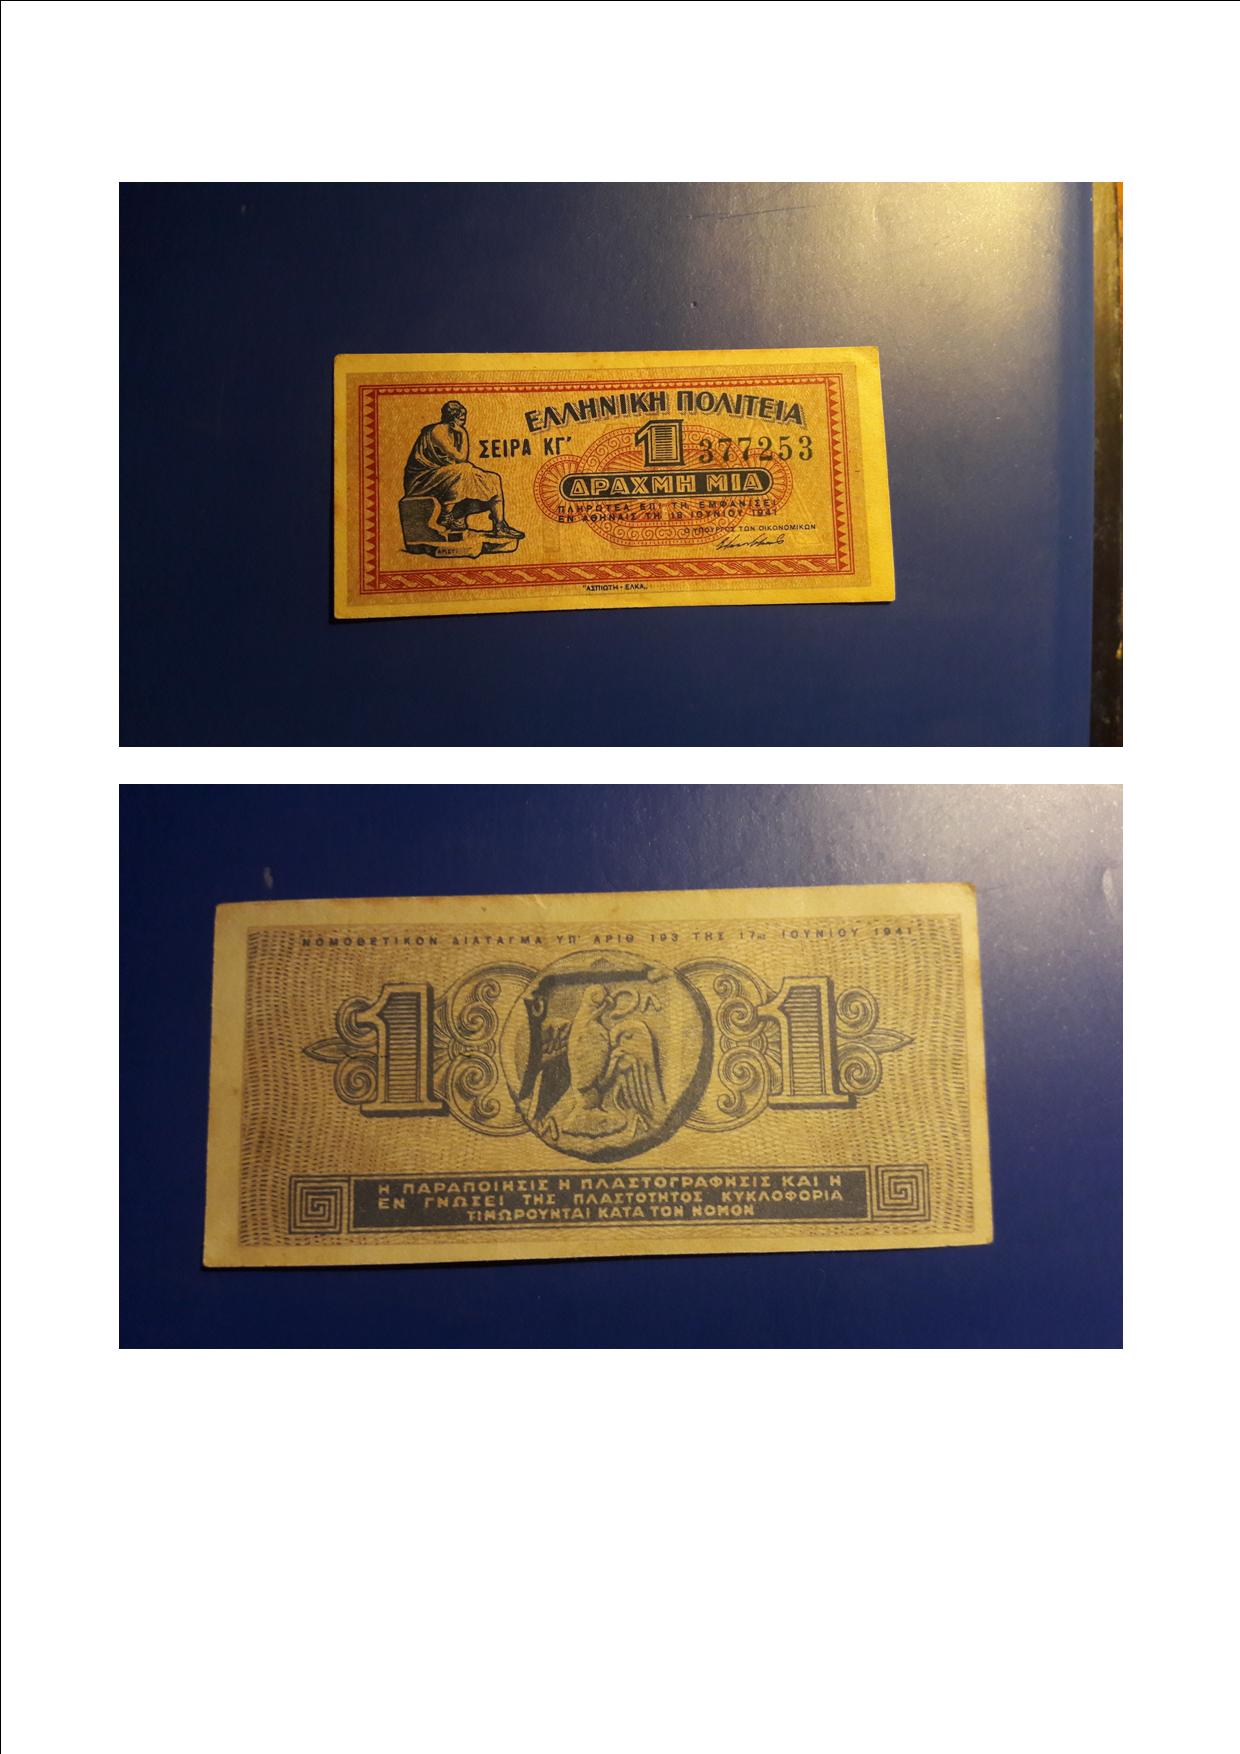 ΕΛΛΗΝΙΚΗ ΠΟΛΙΤΕΙΑ
ΣΕΙΡΑ ΚΓ' 1 377253
ΔΡΑΧΜΗ ΜΙΑ
ΠΛΗΡΩΤΕΑ ΕΠΙ ΤΗ ΕΜΦΑΝΙΣΕΙ
ΕΝ ΑΘΗΝΑΙΣ ΤΗ 18 ΙΟΥΝΙΟΥ 1941
Ο ΥΠΟΥΡΓΟΣ ΤΩΝ ΟΙΚΟΝΟΜΙΚΩΝ
"ΑΣΠΙΩΤΗ - ΕΛΚΑ„
ΝΟΜΟΘΕΤΙΚΟΝ ΔΙΑΤΑΓΜΑ ΥΠ' ΑΡΙΘ 193 ΤΗΣ 17ης ΙΟΥΝΙΟΥ 1941
1 1
Η ΠΑΡΑΠΟΙΗΣΙΣ Η ΠΛΑΣΤΟΓΡΑΦΗΣΙΣ ΚΑΙ Η
ΕΝ ΓΝΩΣΕΙ ΤΗΣ ΠΛΑΣΤΟΤΗΤΟΣ ΚΥΚΛΟΦΟΡΙΑ
ΤΙΜΩΡΟΥΝΤΑΙ ΚΑΤΑ ΤΟΝ ΝΟΜΟΝ